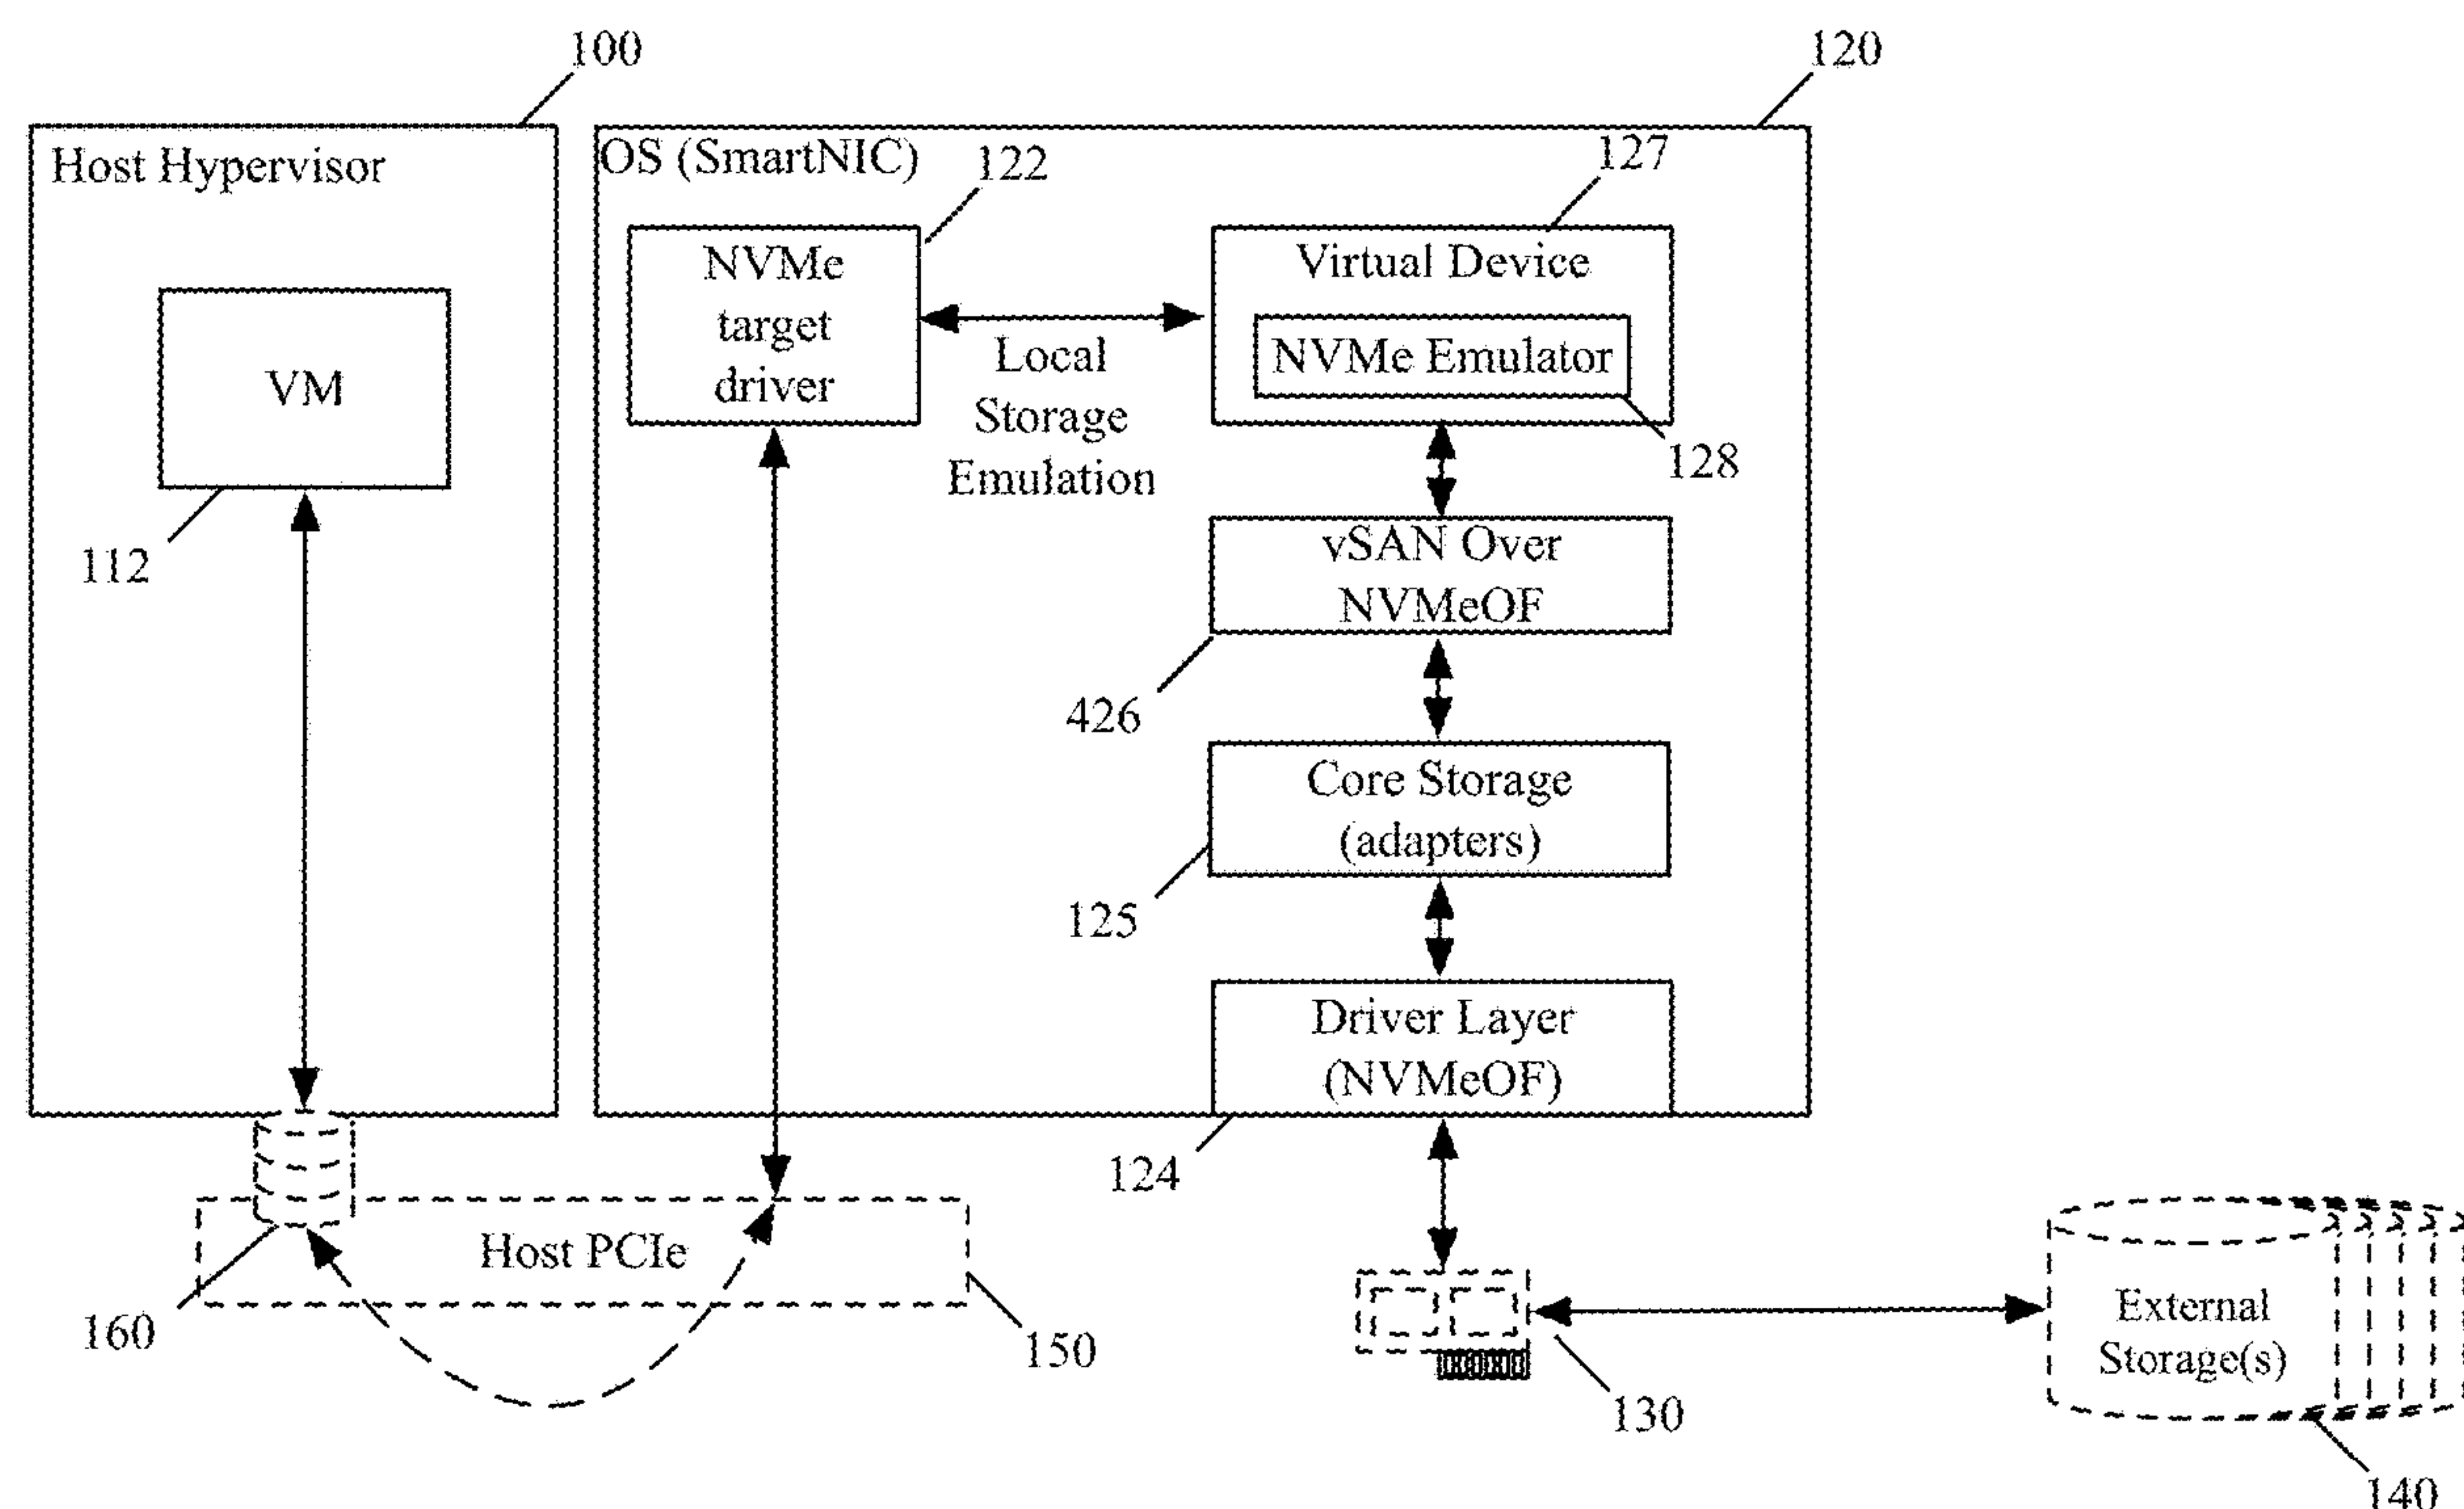 100
120
Host Hypervisor
OS (SmartNIC)
122
127
NVMe
target
driver
Virtual Device
NVMe Emulator
128
Local
Storage
Emulation
VM
112
vSAN Over
NVMeOF
426
Core Storage
(adapters)
125
Driver Layer
(NVMeOF)
124
Host PCIe
160
150
130
External
Storage(s)
140